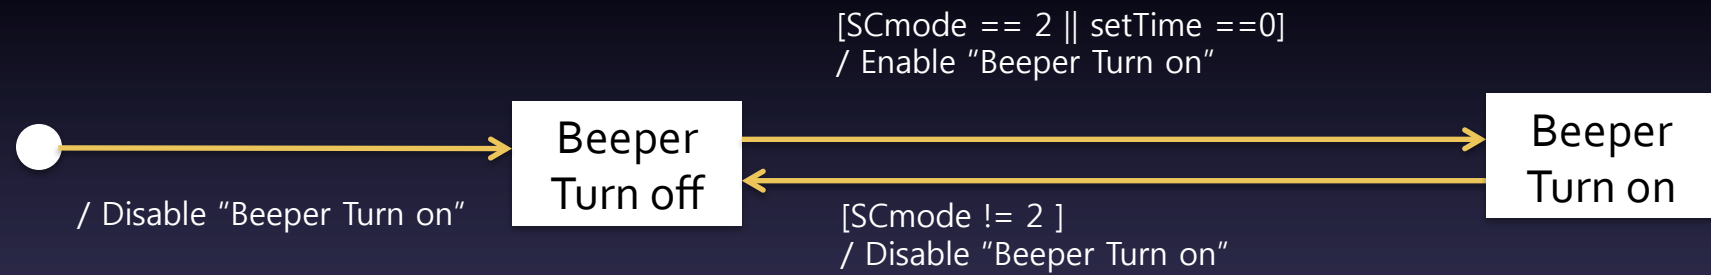 [SCmode == 2 || setTime ==0]
/ Enable “Beeper Turn on”
Beeper
Turn off
Beeper
Turn on
/ Disable “Beeper Turn on”
[SCmode != 2 ]
/ Disable “Beeper Turn on”